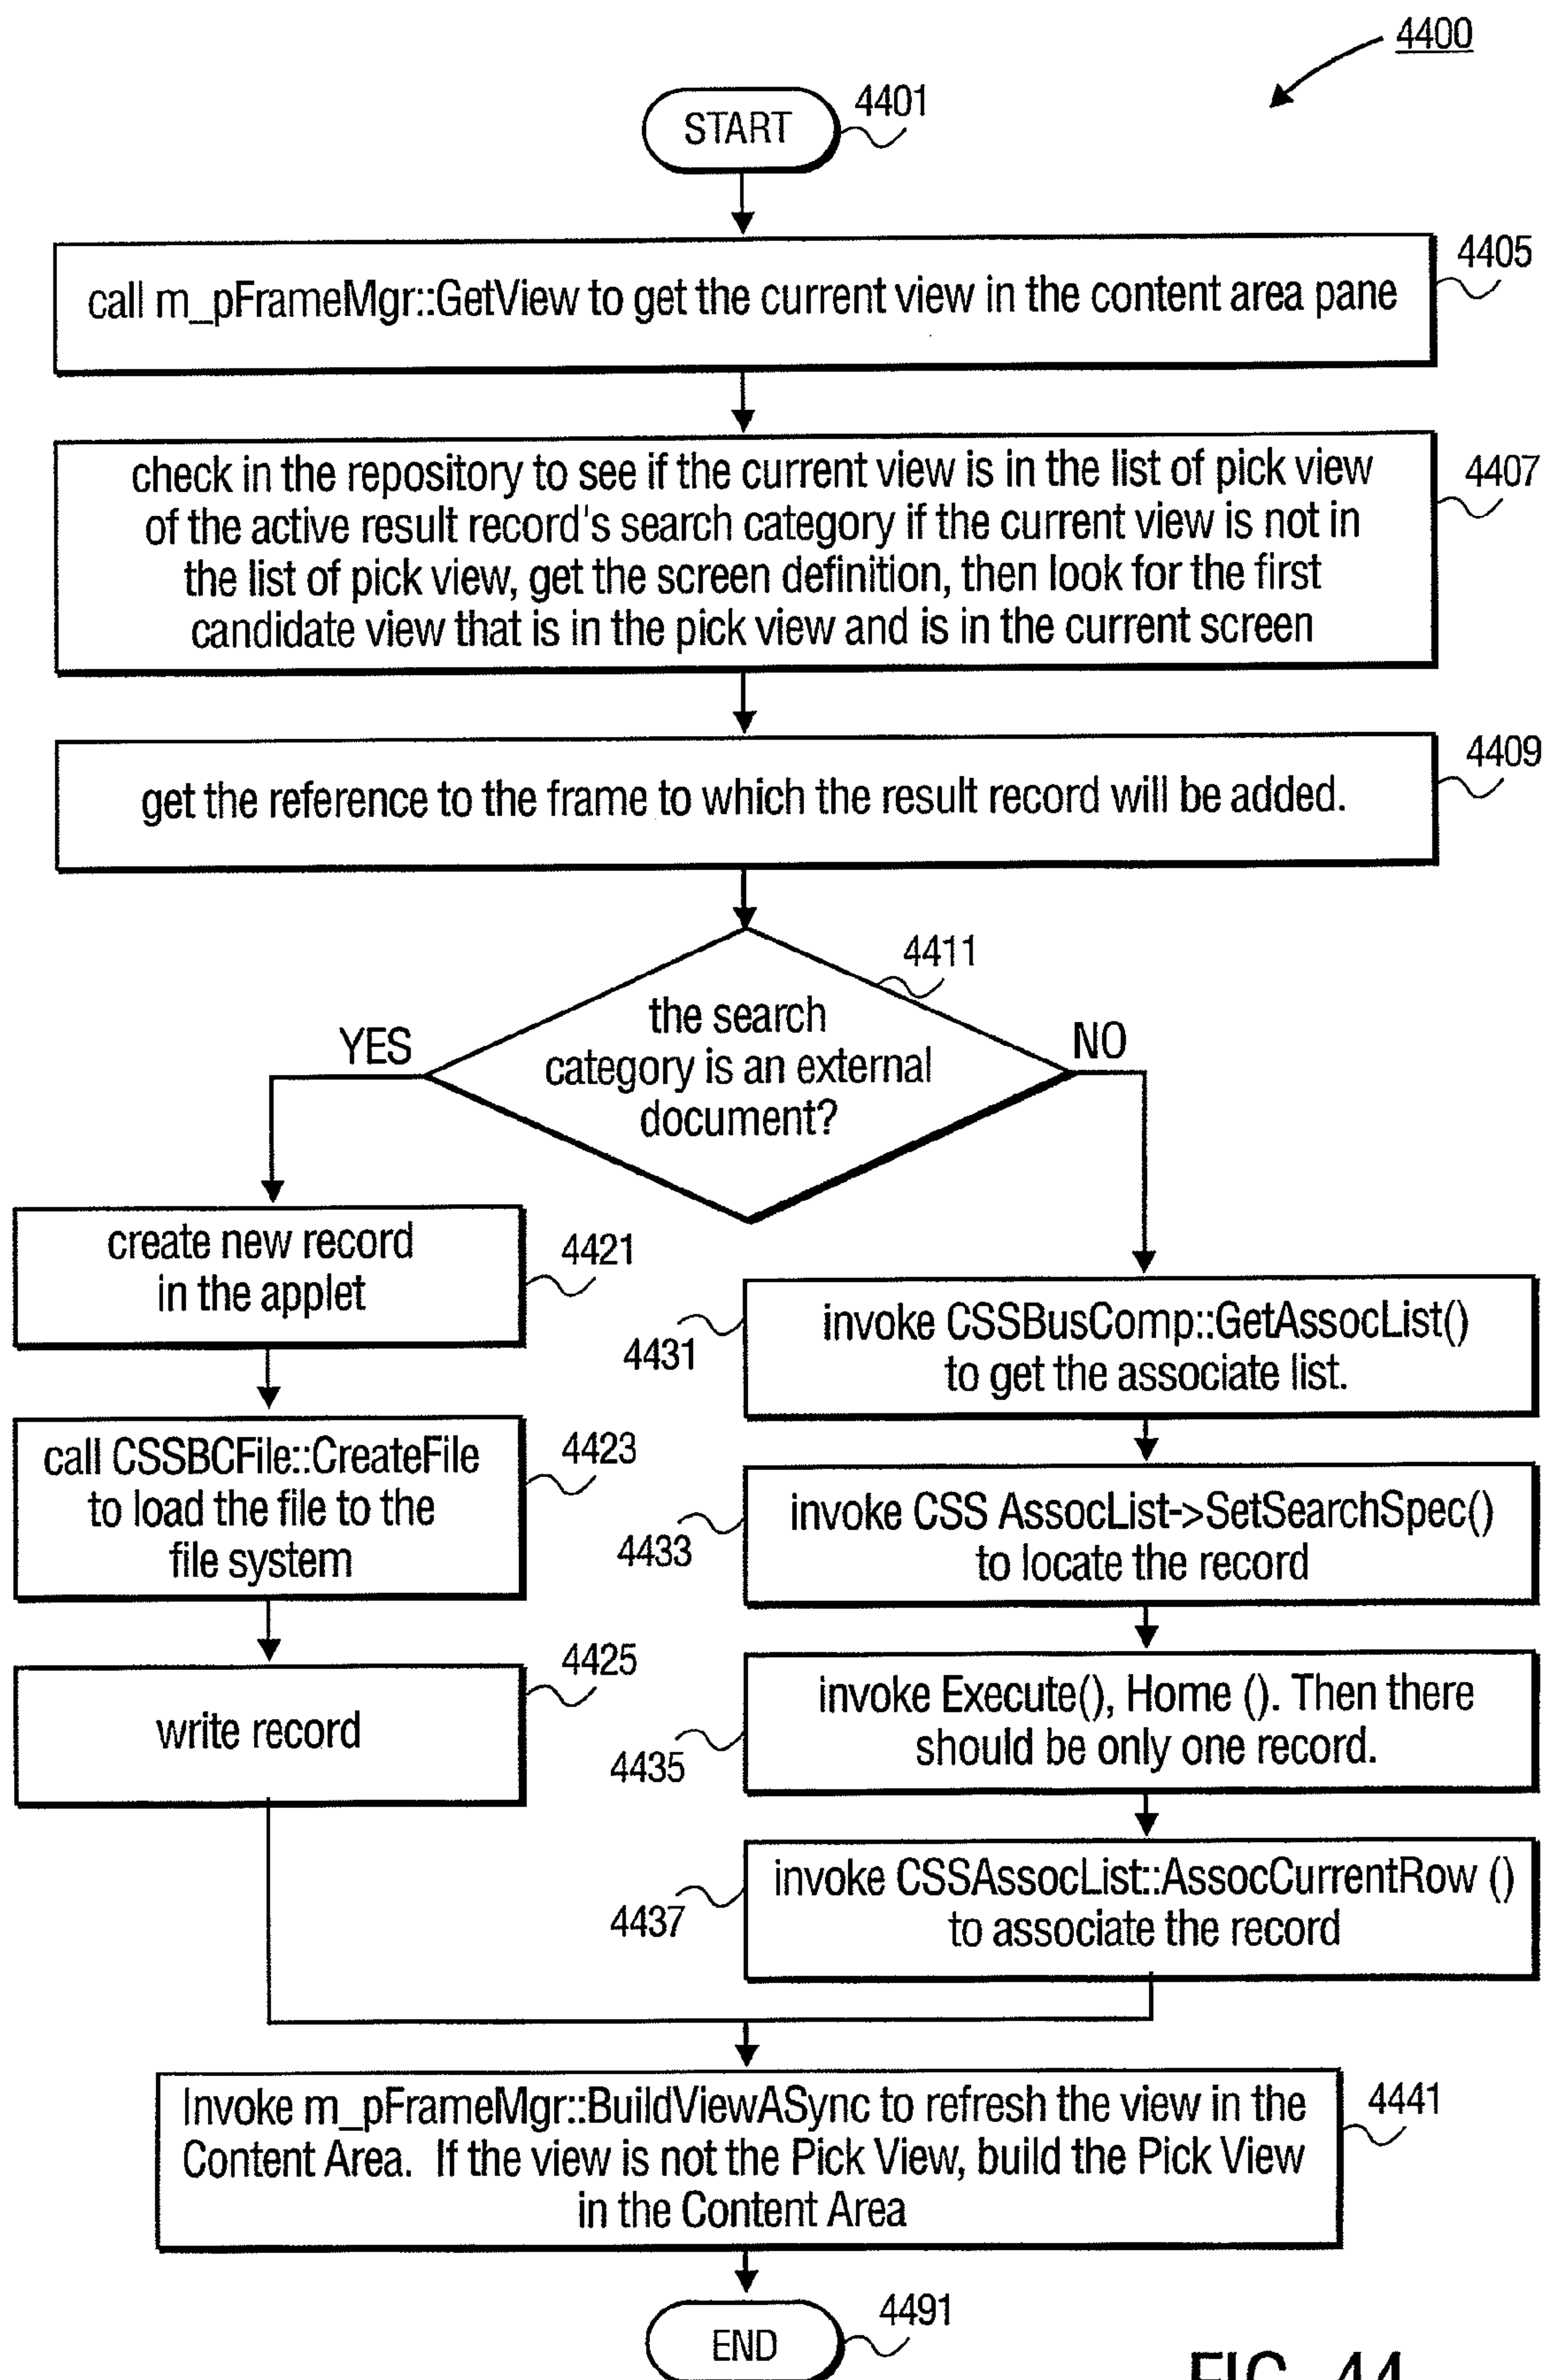 4400
START
4401
4405
call m_pFrameMgr::GetView to get the current view in the content area pane
4407
check in the repository to see if the current view is in the list of pick view
of the active result record's search category if the current view is not in
the list of pick view, get the screen definition, then look for the first
candidate view that is in the pick view and is in the current screen
4409
get the reference to the frame to which the result record will be added.
4411
the search
category is an external
document?
YES
NO
create new record
in the applet
4421
call CSSBCFile::CreateFile
to load the file to the
file system
4423
write record
4425
invoke CSSBusComp::GetAssocList()
to get the associate list.
4431
invoke CSS AssocList->SetSearchSpec()
to locate the record
4433
invoke Execute(), Home (). Then there
should be only one record.
4435
invoke CSSAssocList::AssocCurrentRow ()
to associate the record
4437
Invoke m_pFrameMgr::BuildViewASync to refresh the view in the
Content Area. If the view is not the Pick View, build the Pick View
in the Content Area
4441
END
4491
FIG. 44